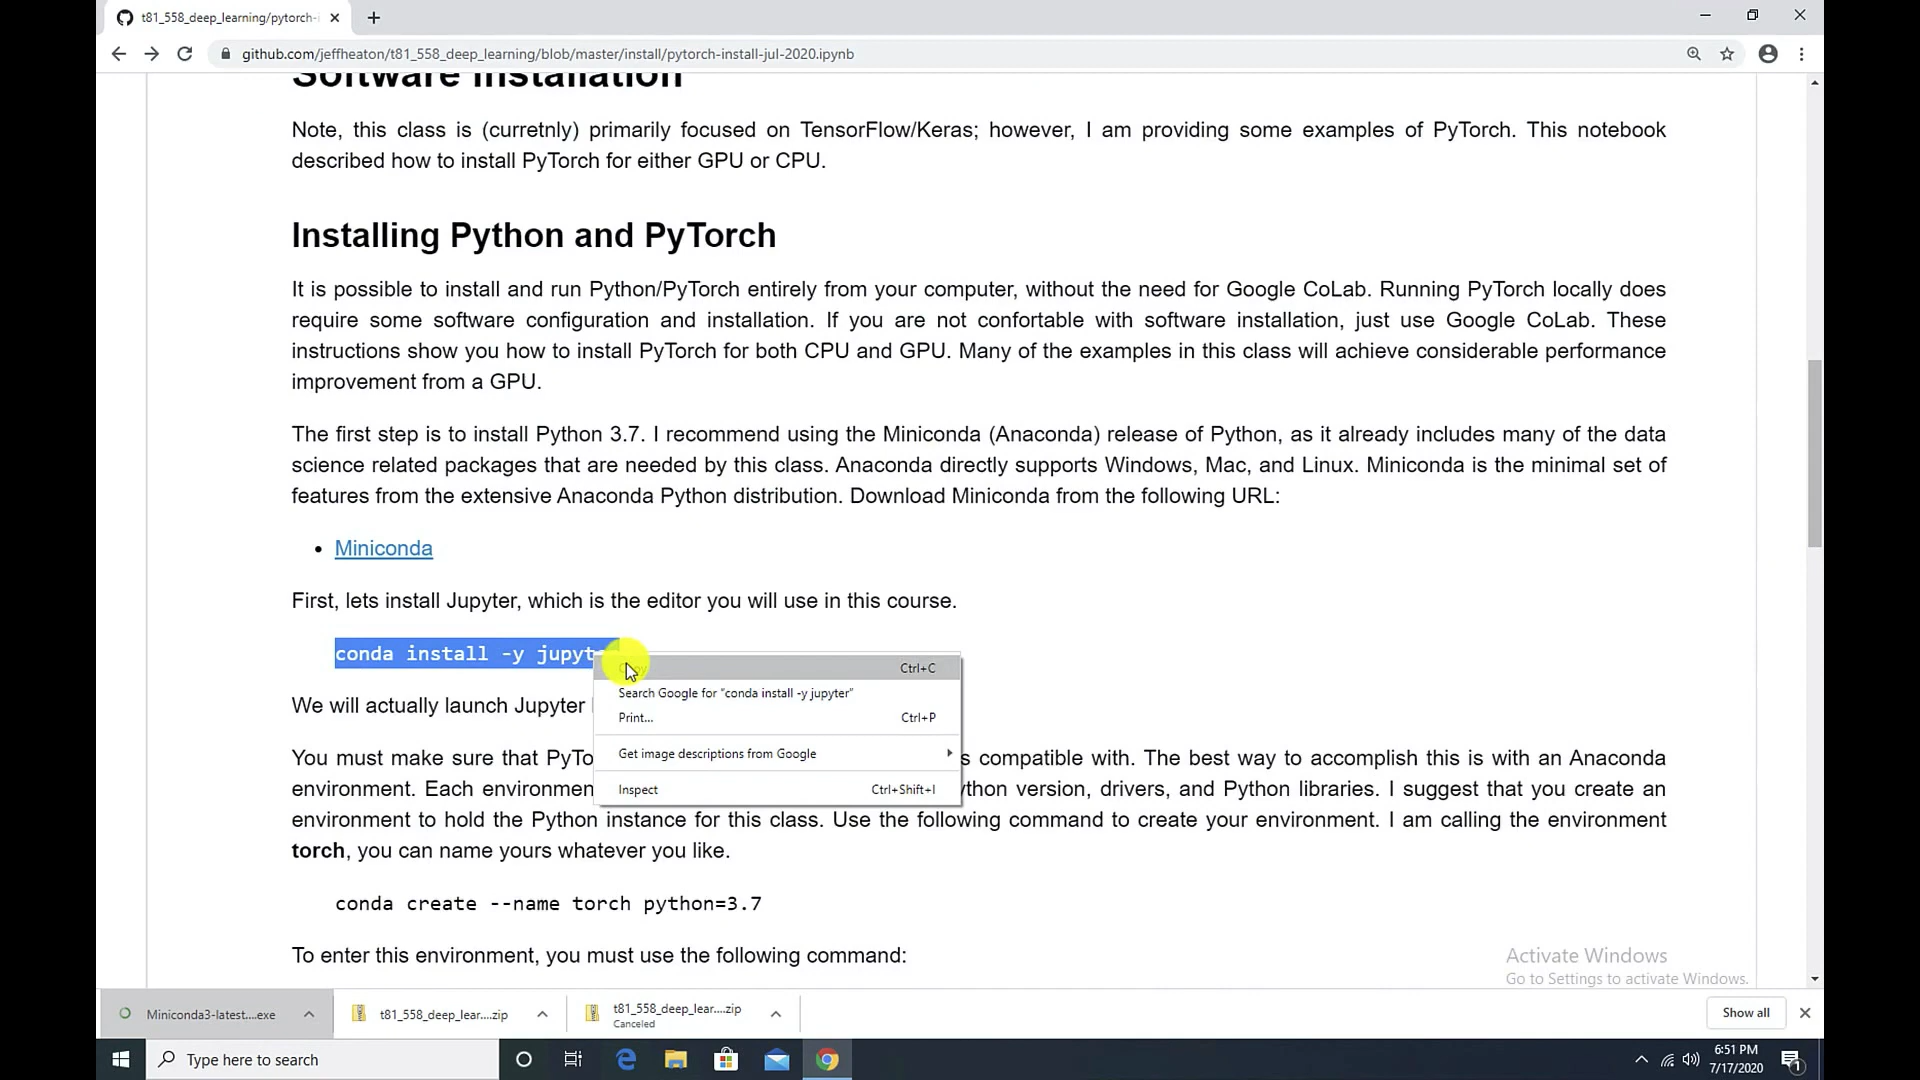 t81_558_deep_learning/pytorch-i
github.com/jeffheaton/t81_558_deep_learning/blob/master/install/pytorch-install-jul-2020.ipynb
Software Installation
Note, this class is (curretnly) primarily focused on TensorFlow/Keras; however, I am providing some examples of PyTorch. This notebook
described how to install PyTorch for either GPU or CPU.
Installing Python and PyTorch
It is possible to install and run Python/PyTorch entirely from your computer, without the need for Google CoLab. Running PyTorch locally does
require some software configuration and installation. If you are not confortable with software installation, just use Google CoLab. These
instructions show you how to install PyTorch for both CPU and GPU. Many of the examples in this class will achieve considerable performance
improvement from a GPU.
The first step is to install Python 3.7. I recommend using the Miniconda (Anaconda) release of Python, as it already includes many of the data
science related packages that are needed by this class. Anaconda directly supports Windows, Mac, and Linux. Miniconda is the minimal set of
features from the extensive Anaconda Python distribution. Download Miniconda from the following URL:
• Miniconda
First, lets install Jupyter, which is the editor you will use in this course.
conda install -y jupyt
Copy Ctrl+C
Search Google for "conda install -y jupyter"
We will actually launch Jupyter
Print... Ctrl+P
Get image descriptions from Google
You must make sure that PyTo s compatible with. The best way to accomplish this is with an Anaconda
environment. Each environmen ython version, drivers, and Python libraries. I suggest that you create an
Inspect Ctrl+Shift+I
environment to hold the Python instance for this class. Use the following command to create your environment. I am calling the environment
torch, you can name yours whatever you like.
conda create --name torch python=3.7
To enter this environment, you must use the following command:
Activate Windows
Go to Settings to activate Windows.
Miniconda3-latest....exe
t81_558_deep_lear....zip
t81_558_deep_lear....zip
Canceled
Show all
Type here to search
6:51 PM
7/17/2020
1